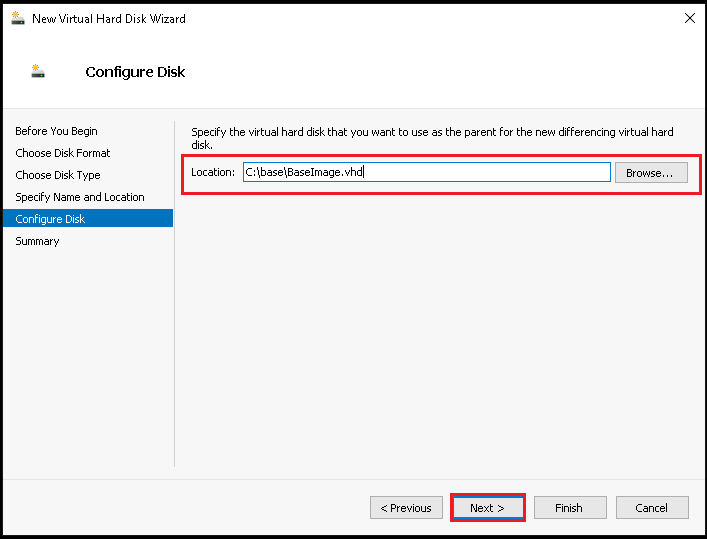 New Virtual Hard Disk Wizard
Configure Disk
Before You Begin
Choose Disk Format
Choose Disk Type
Specify Name and Location
Configure Disk
Summary
Specify the virtual hard disk that you want to use as the parent for the new differencing virtual hard
disk.
Location: C:\base\BaseImage.vhd Browse...
< Previous Next > Finish Cancel